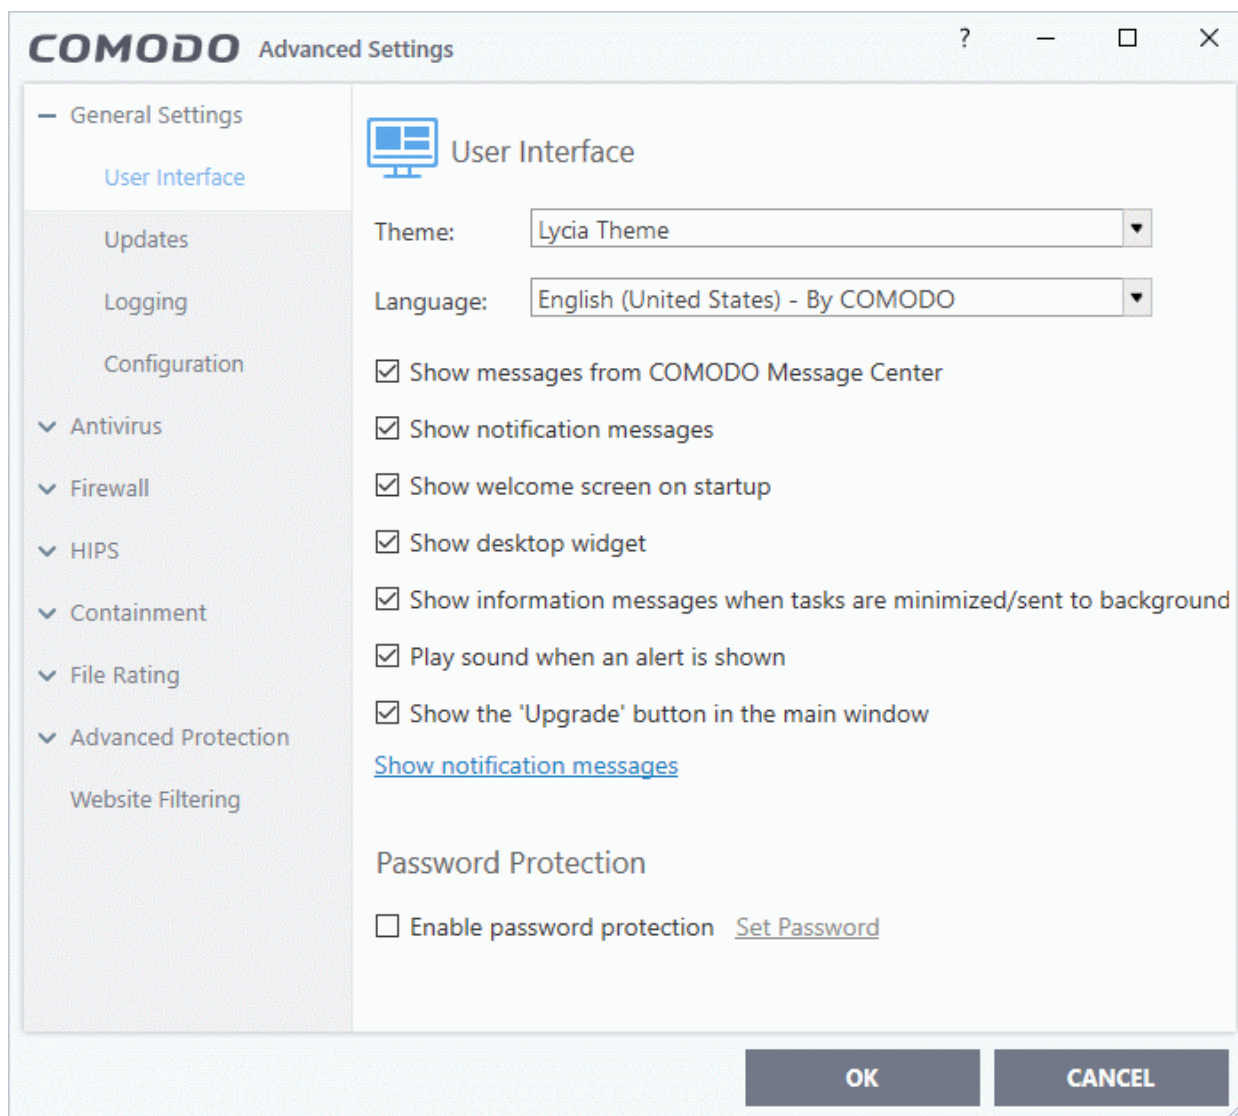 COMODO Advanced Settings ?
General Settings
User Interface
Updates
Logging
Configuration
Antivirus
Firewall
HIPS
Containment
File Rating
Advanced Protection
Website Filtering
User Interface
Theme: Lycia Theme
Language: English (United States) - By COMODO
Show messages from COMODO Message Center
Show notification messages
Show welcome screen on startup
Show desktop widget
Show information messages when tasks are minimized/sent to background
Play sound when an alert is shown
Show the 'Upgrade' button in the main window
Show notification messages
Password Protection
Enable password protection Set Password
OK CANCEL